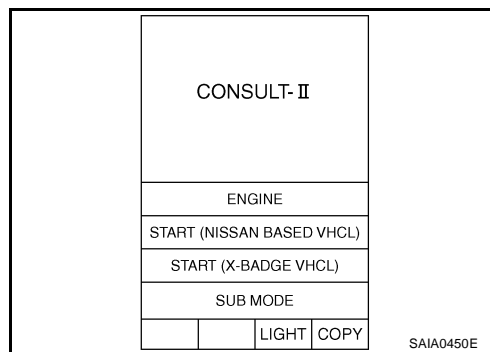 CONSULT-II
ENGINE
START (NISSAN BASED VHCL)
START (X-BADGE VHCL)
SUB MODE
LIGHT COPY
SAIA0450E